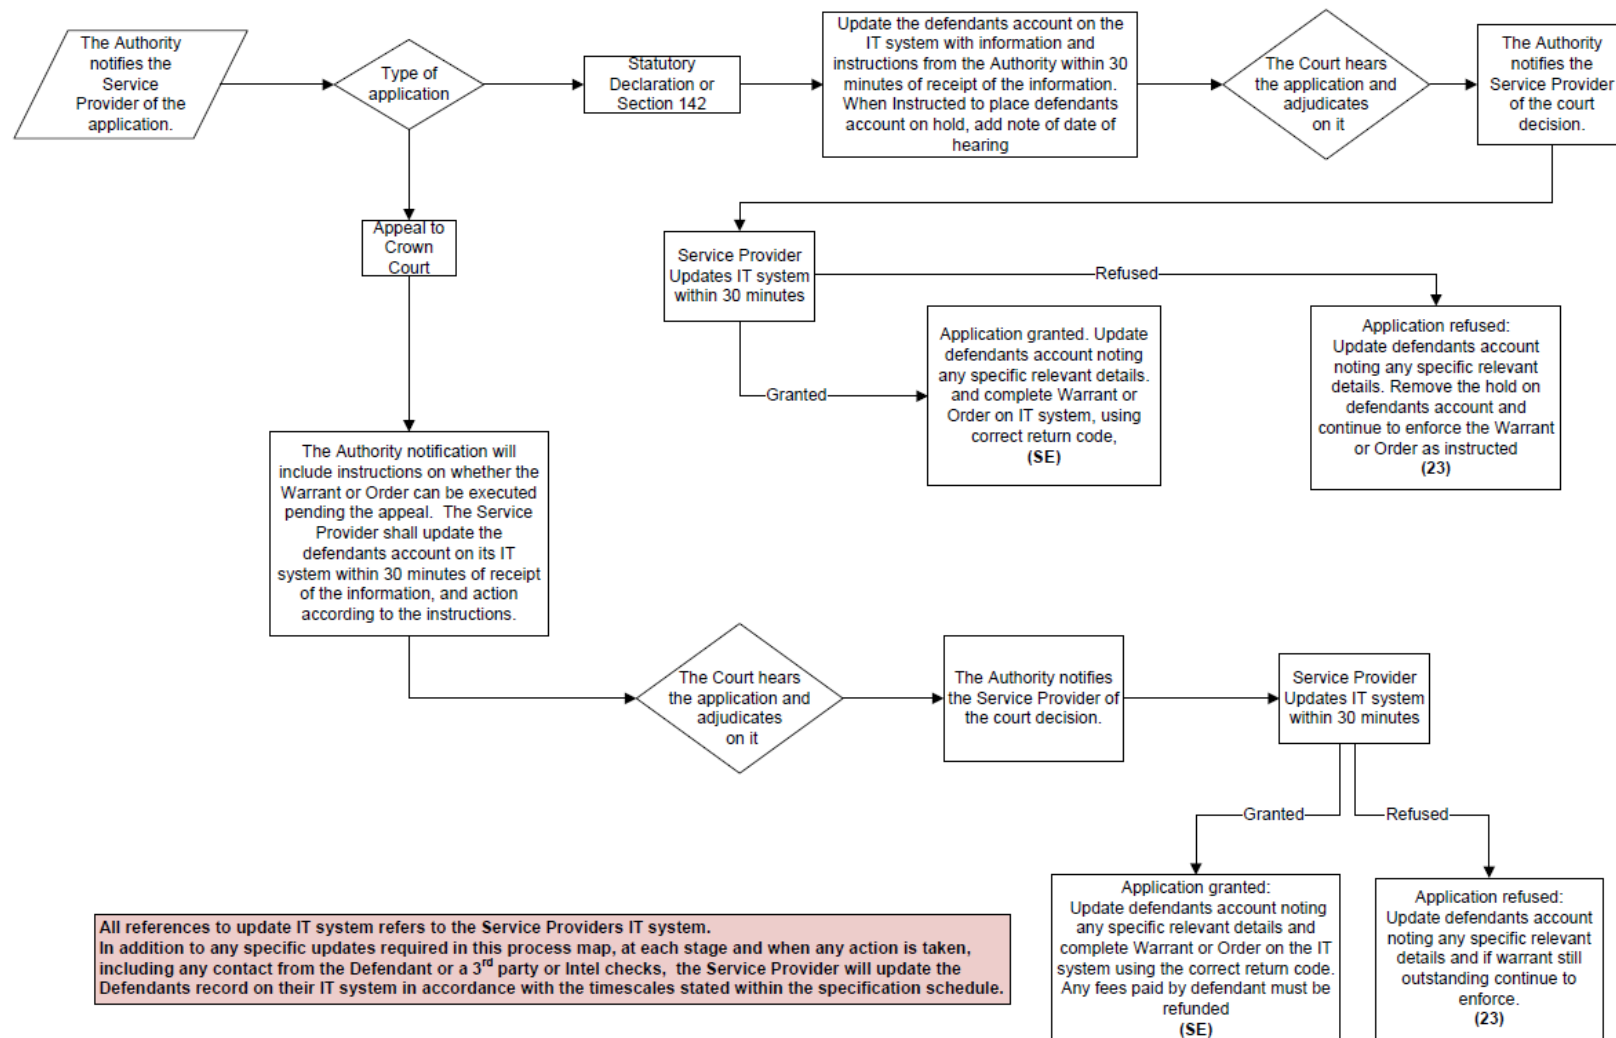 The Authority
notifies the
Service
Provider of the
application.
Type of
application
Statutory
Declaration or
Section 142
Update the defendants account on the
IT system with information and
instructions from the Authority within 30
minutes of receipt of the information.
When Instructed to place defendants
account on hold, add note of date of
hearing
The Court hears
the application and
adjudicates
on it
The Authority
notifies the
Service Provider
of the court
decision.
Appeal to
Crown
Court
Service Provider
Updates IT system
within 30 minutes
Refused
Granted
Application granted. Update
defendants account noting
any specific relevant details.
and complete Warrant or
Order on IT system, using
correct return code,
(SE)
Application refused:
Update defendants account
noting any specific relevant
details. Remove the hold on
defendants account and
continue to enforce the Warrant
or Order as instructed
(23)
The Authority notification will
include instructions on whether the
Warrant or Order can be executed
pending the appeal. The Service
Provider shall update the
defendants account on its IT
system within 30 minutes of receipt
of the information, and action
according to the instructions.
The Court hears
the application and
adjudicates
on it
The Authority notifies
the Service Provider of
the court decision.
Service Provider
Updates IT system
within 30 minutes
Granted
Refused
Application granted:
Update defendants account noting
any specific relevant details and
complete Warrant or Order on the IT
system using the correct return code.
Any fees paid by defendant must be
refunded
(SE)
Application refused:
Update defendants account
noting any specific relevant
details and if warrant still
outstanding continue to
enforce.
(23)
All references to update IT system refers to the Service Providers IT system.
In addition to any specific updates required in this process map, at each stage and when any action is taken,
including any contact from the Defendant or a 3rd party or Intel checks, the Service Provider will update the
Defendants record on their IT system in accordance with the timescales stated within the specification schedule.